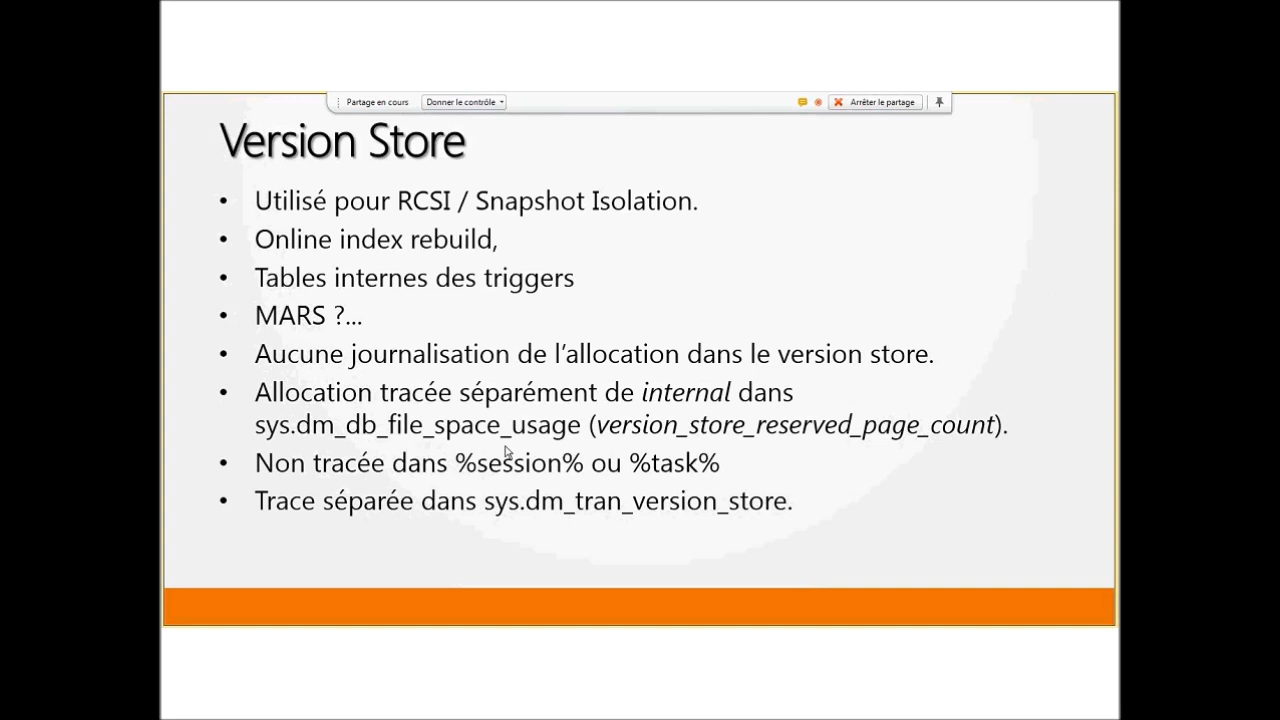 Partage en cours Donner le contrôle Arrêter le partage
Version Store
• Utilisé pour RCSI / Snapshot Isolation.
• Online index rebuild,
• Tables internes des triggers
• MARS ?...
• Aucune journalisation de l’allocation dans le version store.
• Allocation tracée séparément de internal dans
sys.dm_db_file_space_usage (version_store_reserved_page_count).
• Non tracée dans %session% ou %task%
• Trace séparée dans sys.dm_tran_version_store.